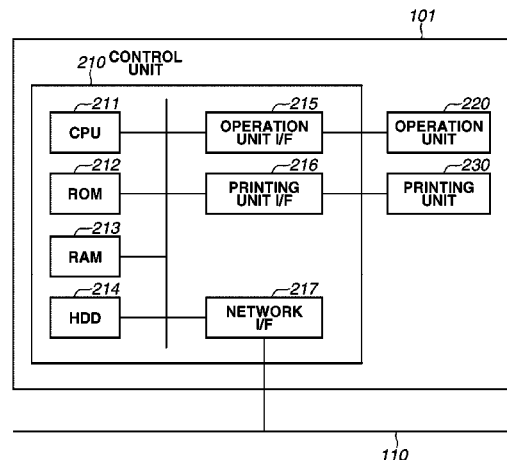 101
210 CONTROL
UNIT
211
CPU
215
OPERATION
UNIT I/F
220
OPERATION
UNIT
212
ROM
216
PRINTING
UNIT I/F
230
PRINTING
UNIT
213
RAM
214
HDD
217
NETWORK
I/F
110